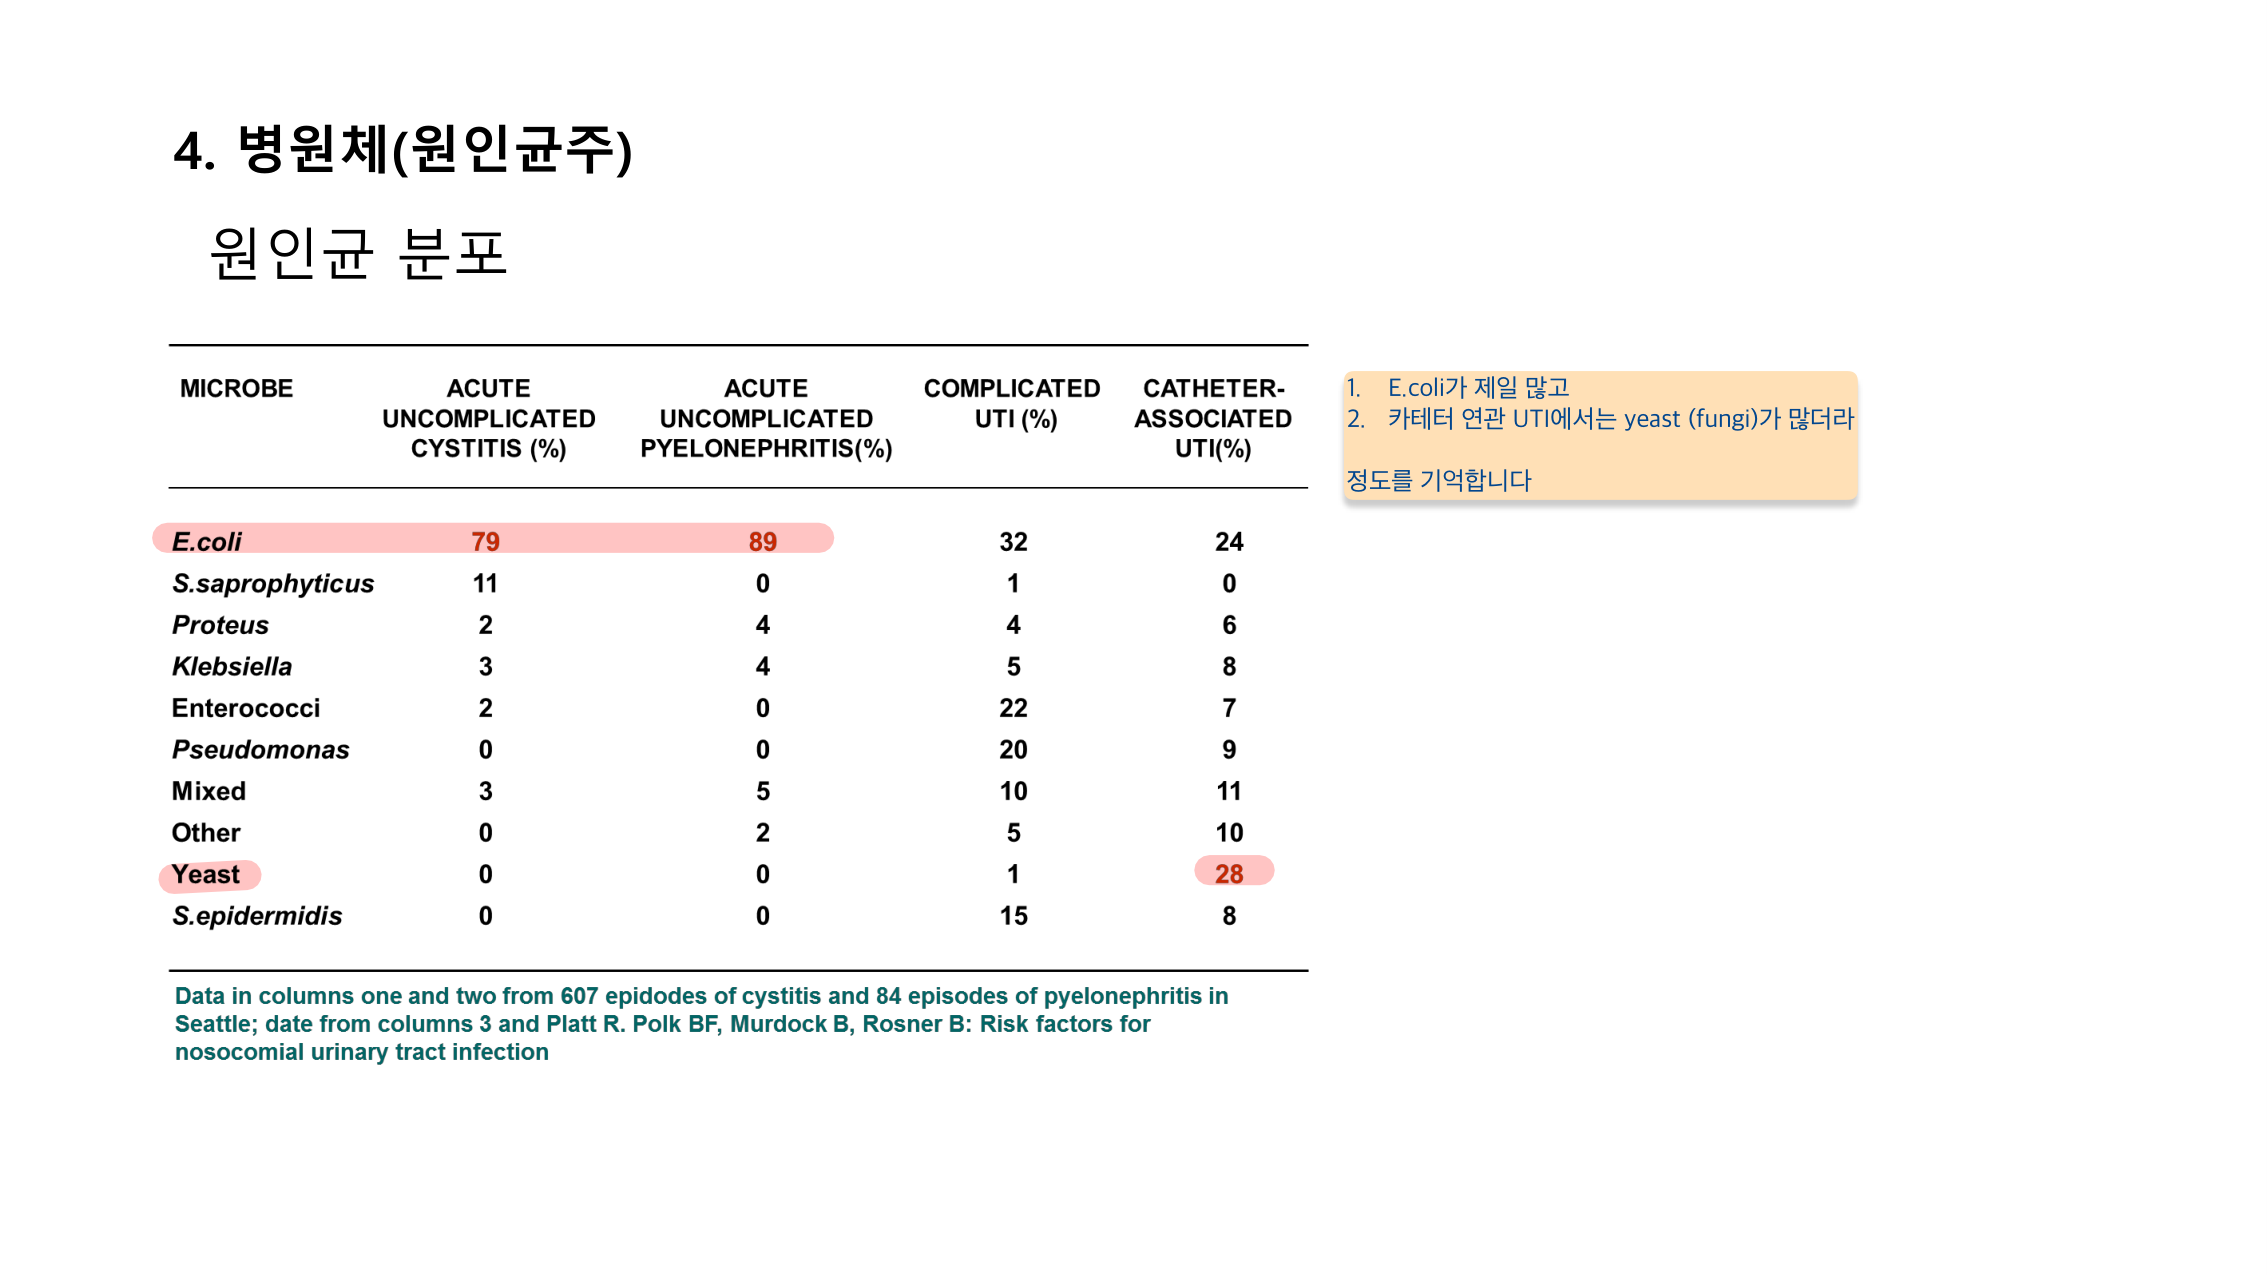 4. 병원체(원인균주)
원인균 분포
MICROBE ACUTE UNCOMPLICATED CYSTITIS (%) ACUTE UNCOMPLICATED PYELONEPHRITIS(%) COMPLICATED UTI (%) CATHETER-ASSOCIATED UTI(%)
E.coli 79 89 32 24
S.saprophyticus 11 0 1 0
Proteus 2 4 4 6
Klebsiella 3 4 5 8
Enterococci 2 0 22 7
Pseudomonas 0 0 20 9
Mixed 3 5 10 11
Other 0 2 5 10
Yeast 0 0 1 28
S.epidermidis 0 0 15 8
Data in columns one and two from 607 epidodes of cystitis and 84 episodes of pyelonephritis in
Seattle; date from columns 3 and Platt R. Polk BF, Murdock B, Rosner B: Risk factors for
nosocomial urinary tract infection
1. E.coli가 제일 많고
2. 카테터 연관 UTI에서는 yeast (fungi)가 많더라
정도를 기억합니다